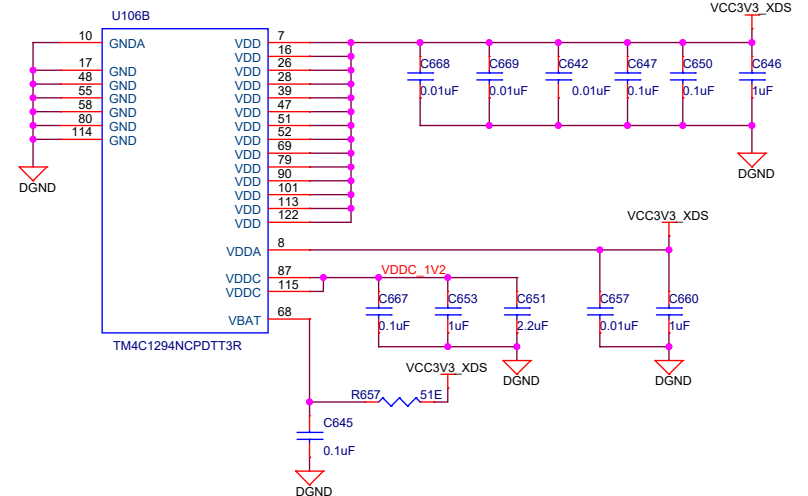 U106B
VCC3V3_XDS
10 GNDA VDD 7
VDD 16
17 GND VDD 26
48 GND VDD 28
55 GND VDD 39
58 GND VDD 47
80 GND VDD 51
114 GND VDD 52
VDD 69
VDD 79
VDD 90
VDD 101
VDD 113
VDD 122
C668 C669 C642 C647 C650 C646
0.01uF 0.01uF 0.01uF 0.1uF 0.1uF 1uF
DGND
DGND
VCC3V3_XDS
VDDA 8
VDDC 87 VDDC_1V2
VDDC 115
C667 C653 C651 C657 C660
0.1uF 1uF 2.2uF 0.01uF 1uF
VBAT 68
TM4C1294NCPDTT3R
VCC3V3_XDS
DGND
DGND
R657 51E
C645
0.1uF
DGND